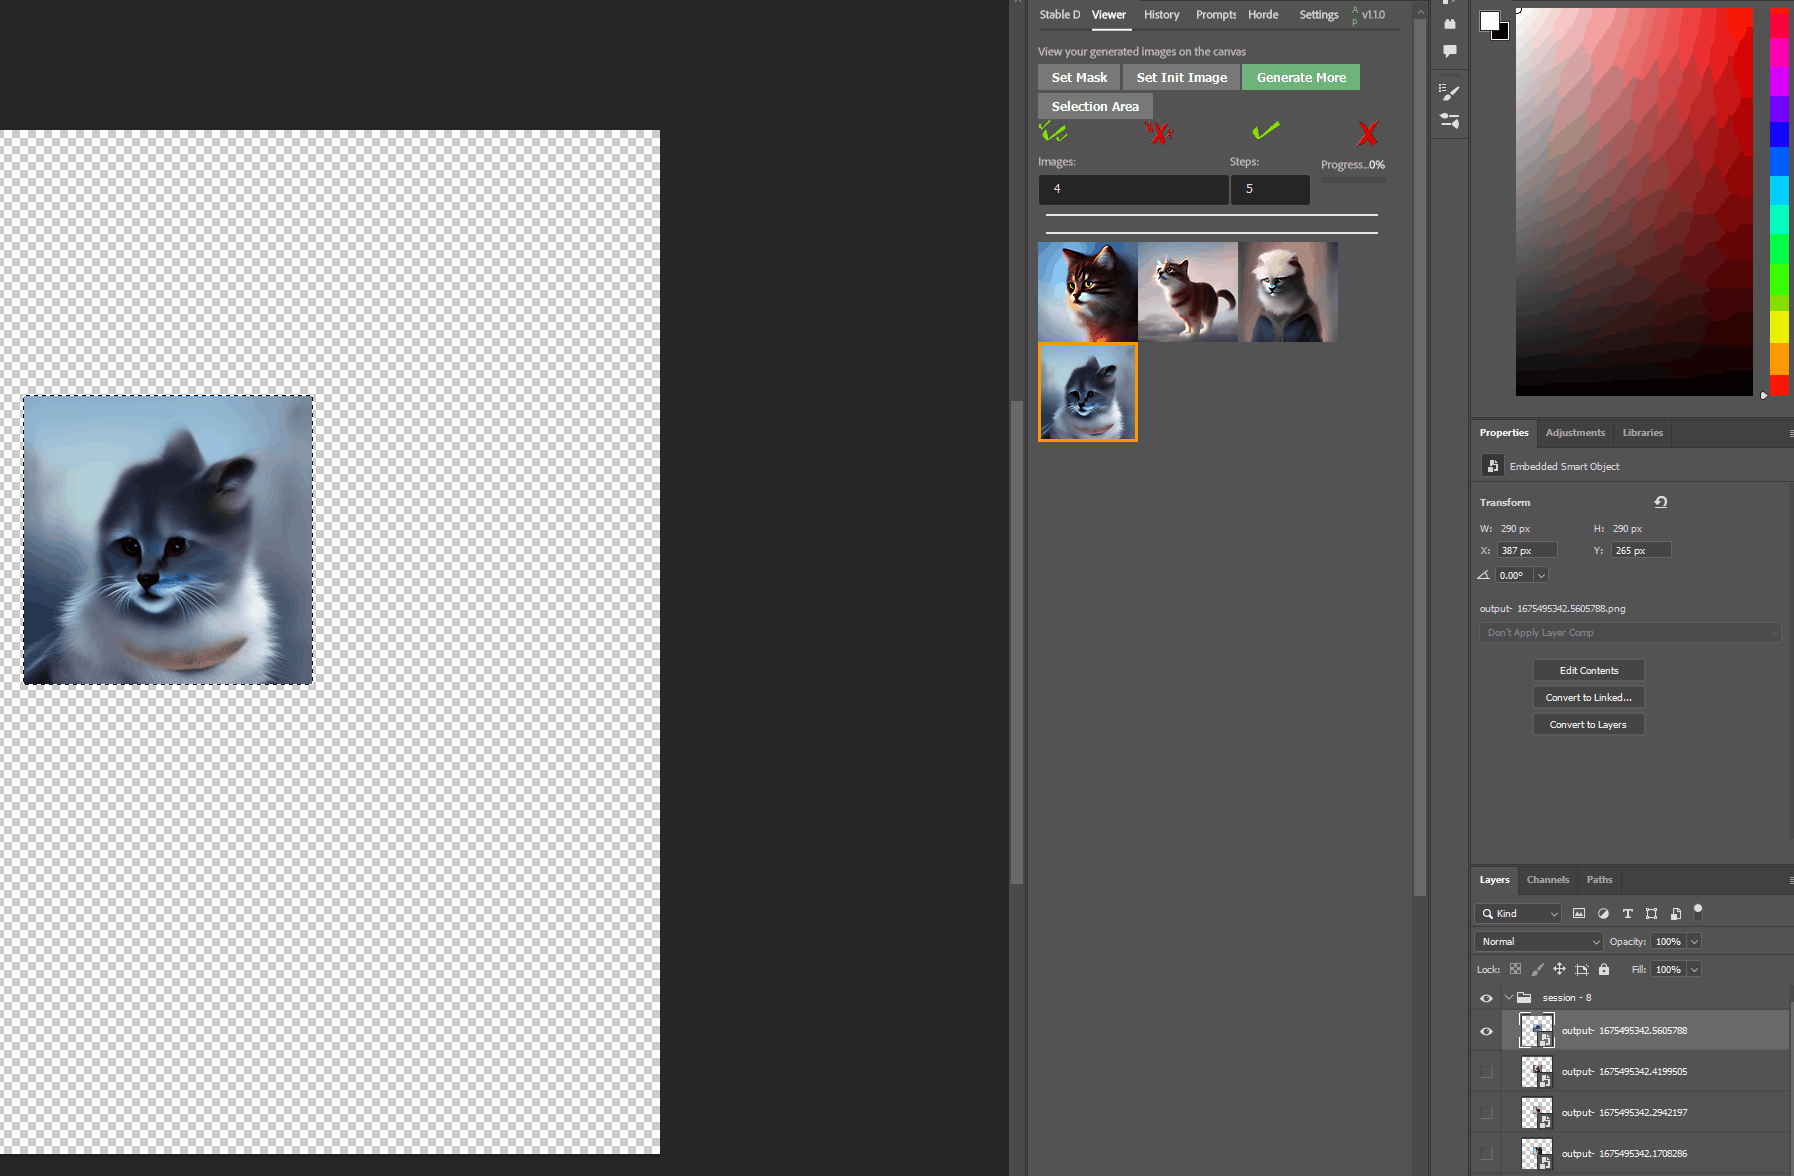 Stable D Viewer History Prompts Horde Settings A P v1.1.0
View your generated images on the canvas
Set Mask Set Init Image Generate More
Selection Area
Images: Steps: Progress...0%
4 5
Properties Adjustments Libraries
Embedded Smart Object
Transform
W: 290 px H: 290 px
X: 387 px Y: 265 px
0.00°
output- 1675495342.5605788.png
Don't Apply Layer Comp
Edit Contents
Convert to Linked...
Convert to Layers
Layers Channels Paths
Kind
Normal Opacity: 100%
Lock: Fill: 100%
session - 8
output- 1675495342.5605788
output- 1675495342.4199505
output- 1675495342.2942197
output- 1675495342.1708286